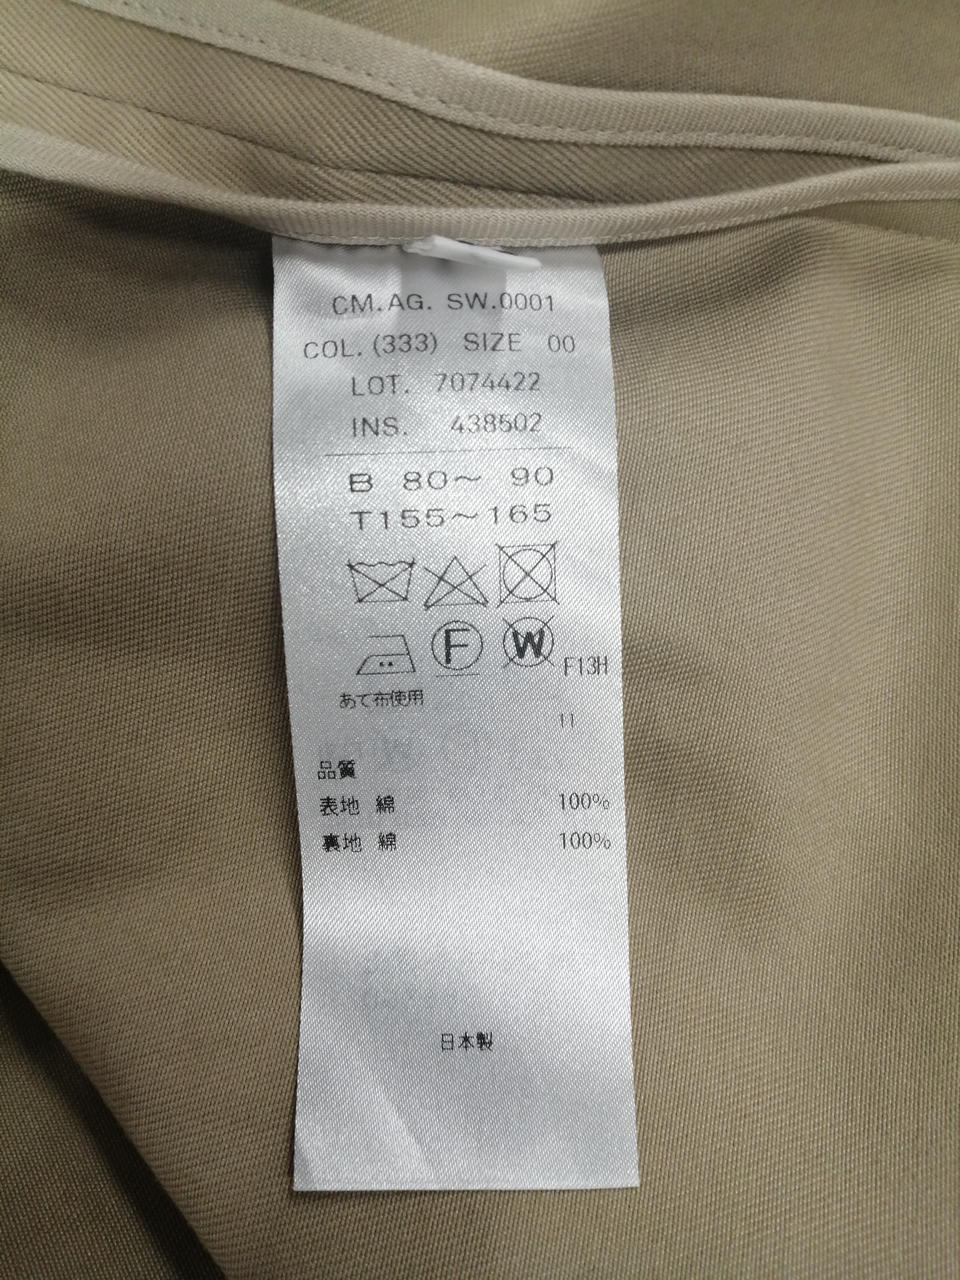 CM.AG. SW.0001
COL. (333) SIZE 00
LOT. 7074422
INS. 438502
B 80〜 90
T155〜165
F W F13H
あて布使用
11
品質
表地 綿 100%
裏地 綿 100%
日本製